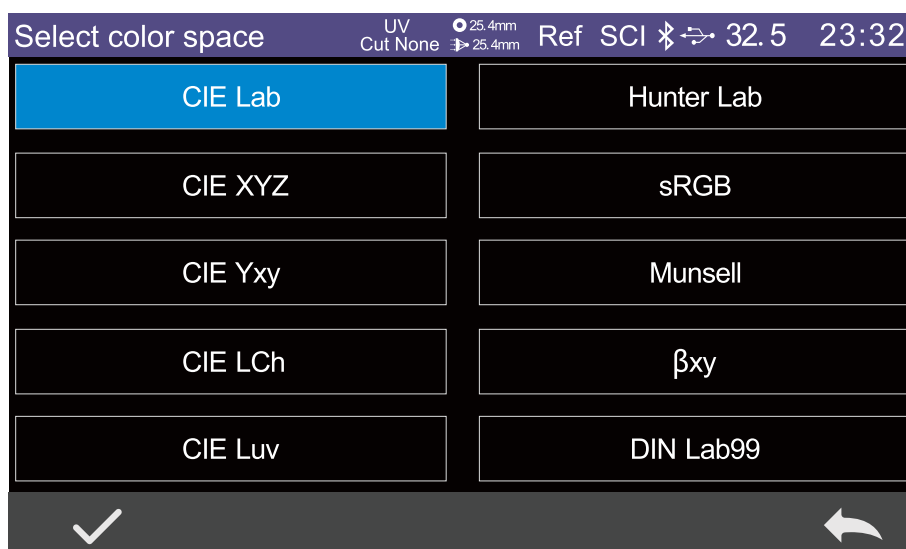 Select color space UV Cut None 25.4mm 25.4mm Ref SCI 32.5 23:32
CIE Lab Hunter Lab
CIE XYZ sRGB
CIE Yxy Munsell
CIE LCh βxy
CIE Luv DIN Lab99